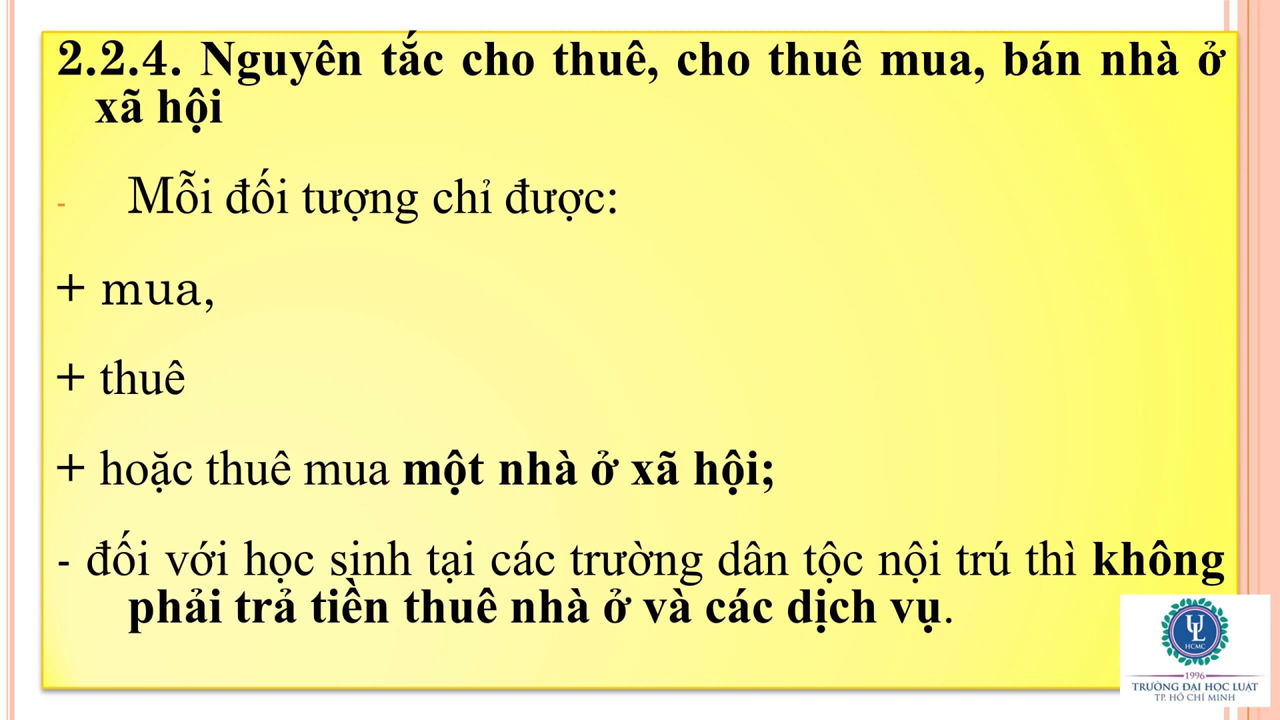 2.2.4. Nguyên tắc cho thuê, cho thuê mua, bán nhà ở
xã hội
- Mỗi đối tượng chỉ được:
+ mua,
+ thuê
+ hoặc thuê mua một nhà ở xã hội;
- đối với học sinh tại các trường dân tộc nội trú thì không
phải trả tiền thuê nhà ở và các dịch vụ.
UL
HCMC
1996
TRƯỜNG ĐẠI HỌC LUẬT
TP. HỒ CHÍ MINH